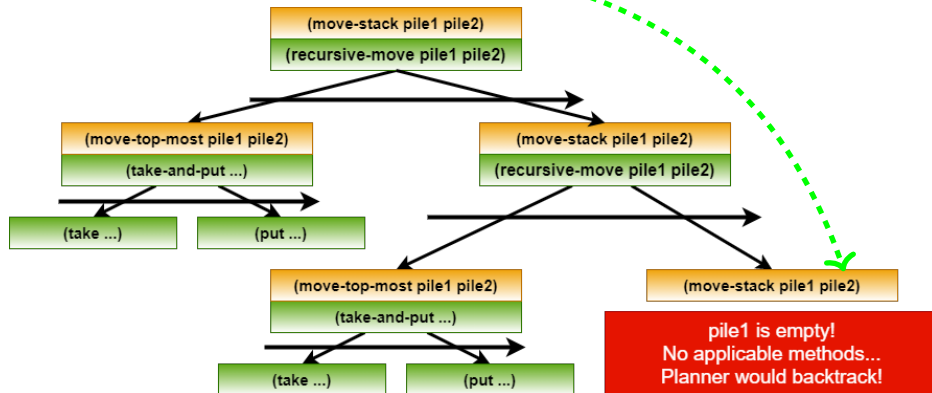 (move-stack pile1 pile2)
(recursive-move pile1 pile2)
(move-top-most pile1 pile2)
(take-and-put ...)
(move-stack pile1 pile2)
(recursive-move pile1 pile2)
(take ...)
(put ...)
(move-top-most pile1 pile2)
(take-and-put ...)
(move-stack pile1 pile2)
(take ...)
(put ...)
pile1 is empty!
No applicable methods...
Planner would backtrack!